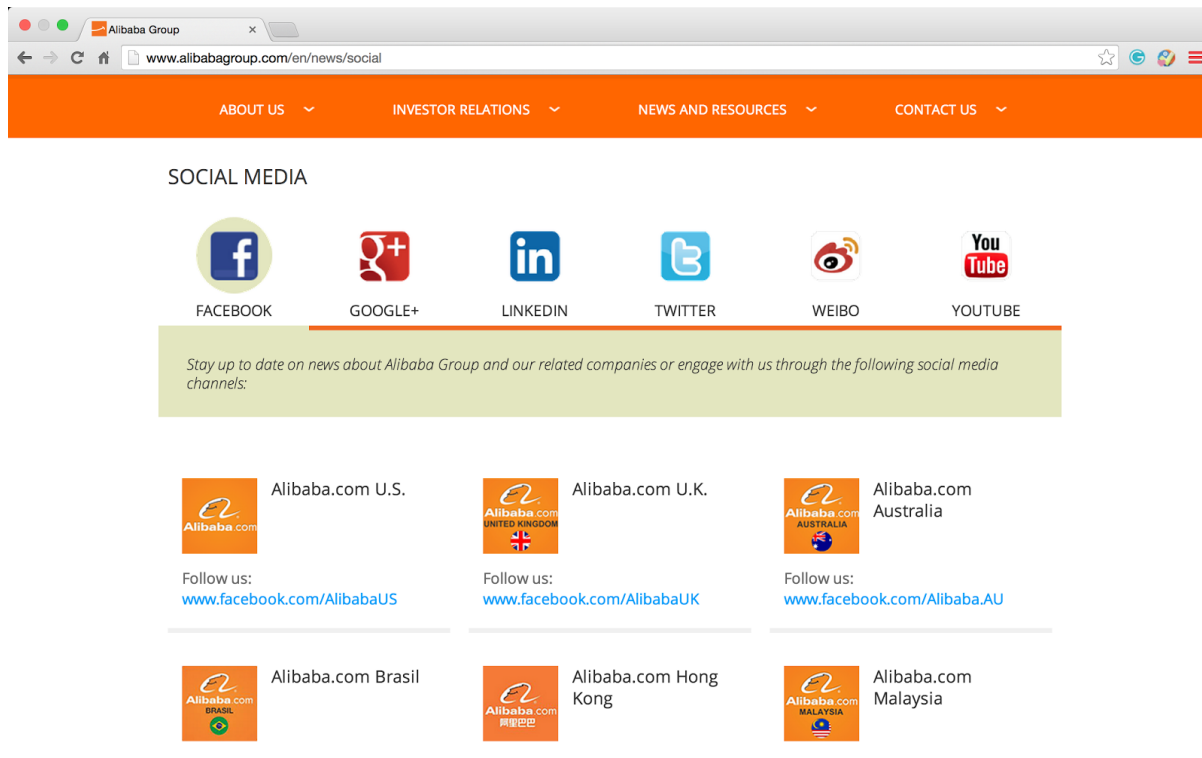 Alibaba Group
www.alibabagroup.com/en/news/social
ABOUT US
INVESTOR RELATIONS
NEWS AND RESOURCES
CONTACT US
SOCIAL MEDIA
f
g+
in
t
You
Tube
FACEBOOK
GOOGLE+
LINKEDIN
TWITTER
WEIBO
YOUTUBE
Stay up to date on news about Alibaba Group and our related companies or engage with us through the following social media
channels:
Alibaba.com
Alibaba.com U.S.
Follow us:
www.facebook.com/AlibabaUS
Alibaba.com
UNITED KINGDOM
Alibaba.com U.K.
Follow us:
www.facebook.com/AlibabaUK
Alibaba.com
AUSTRALIA
Alibaba.com
Australia
Follow us:
www.facebook.com/Alibaba.AU
Alibaba.com
BRASIL
Alibaba.com Brasil
Alibaba.com
阿里巴巴
Alibaba.com Hong
Kong
Alibaba.com
MALAYSIA
Alibaba.com
Malaysia